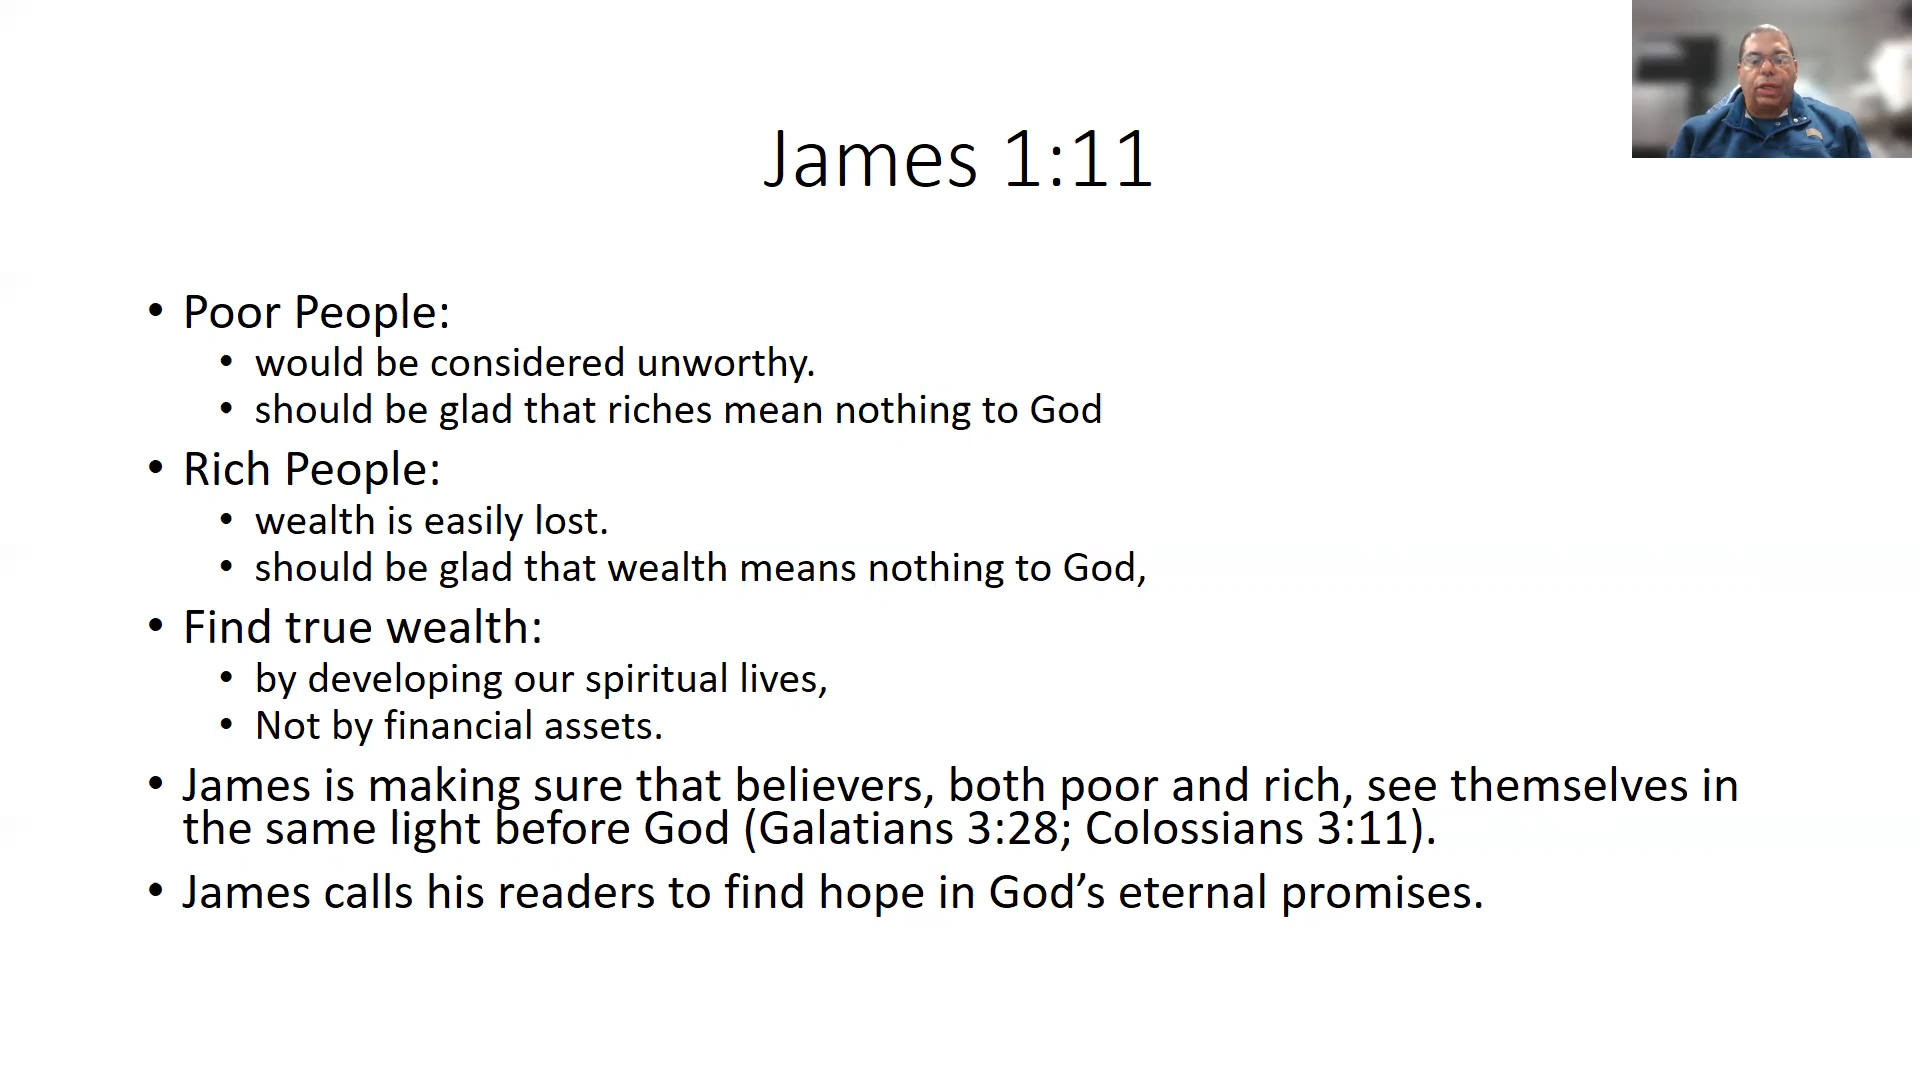 James 1:11
• Poor People:
• would be considered unworthy.
• should be glad that riches mean nothing to God
• Rich People:
• wealth is easily lost.
• should be glad that wealth means nothing to God,
• Find true wealth:
• by developing our spiritual lives,
• Not by financial assets.
• James is making sure that believers, both poor and rich, see themselves in
the same light before God (Galatians 3:28; Colossians 3:11).
• James calls his readers to find hope in God’s eternal promises.